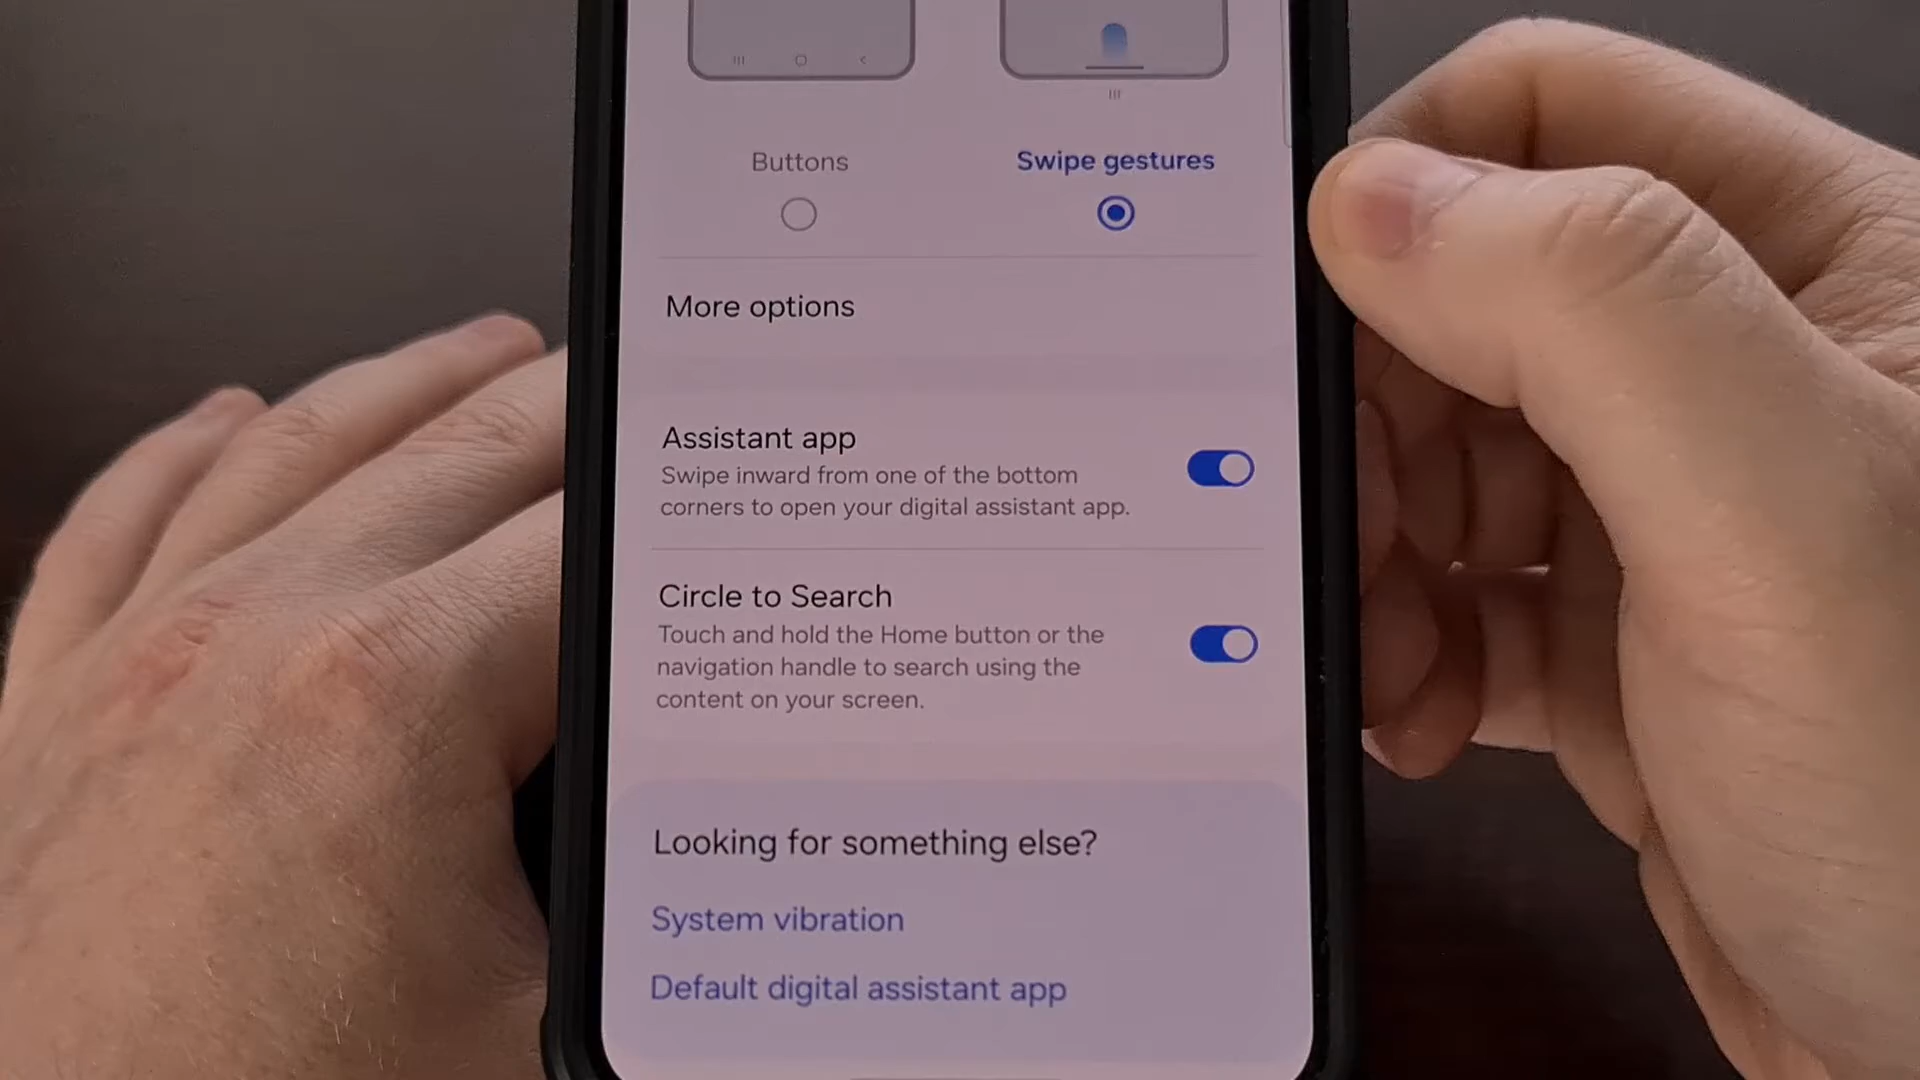 Buttons
Swipe gestures
More options
Assistant app
Swipe inward from one of the bottom
corners to open your digital assistant app.
Circle to Search
Touch and hold the Home button or the
navigation handle to search using the
content on your screen.
Looking for something else?
System vibration
Default digital assistant app